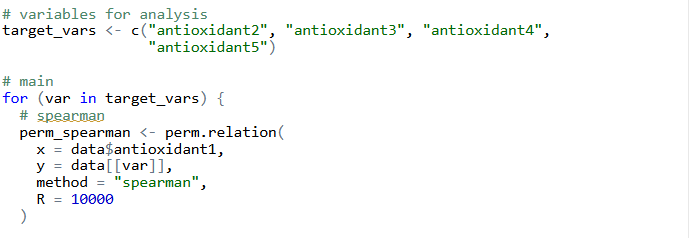 # variables for analysis
target_vars <- c("antioxidant2", "antioxidant3", "antioxidant4",
                 "antioxidant5")

# main
for (var in target_vars) {
  # spearman
  perm_spearman <- perm.relation(
    x = data$antioxidant1,
    y = data[[var]],
    method = "spearman",
    R = 10000
  )